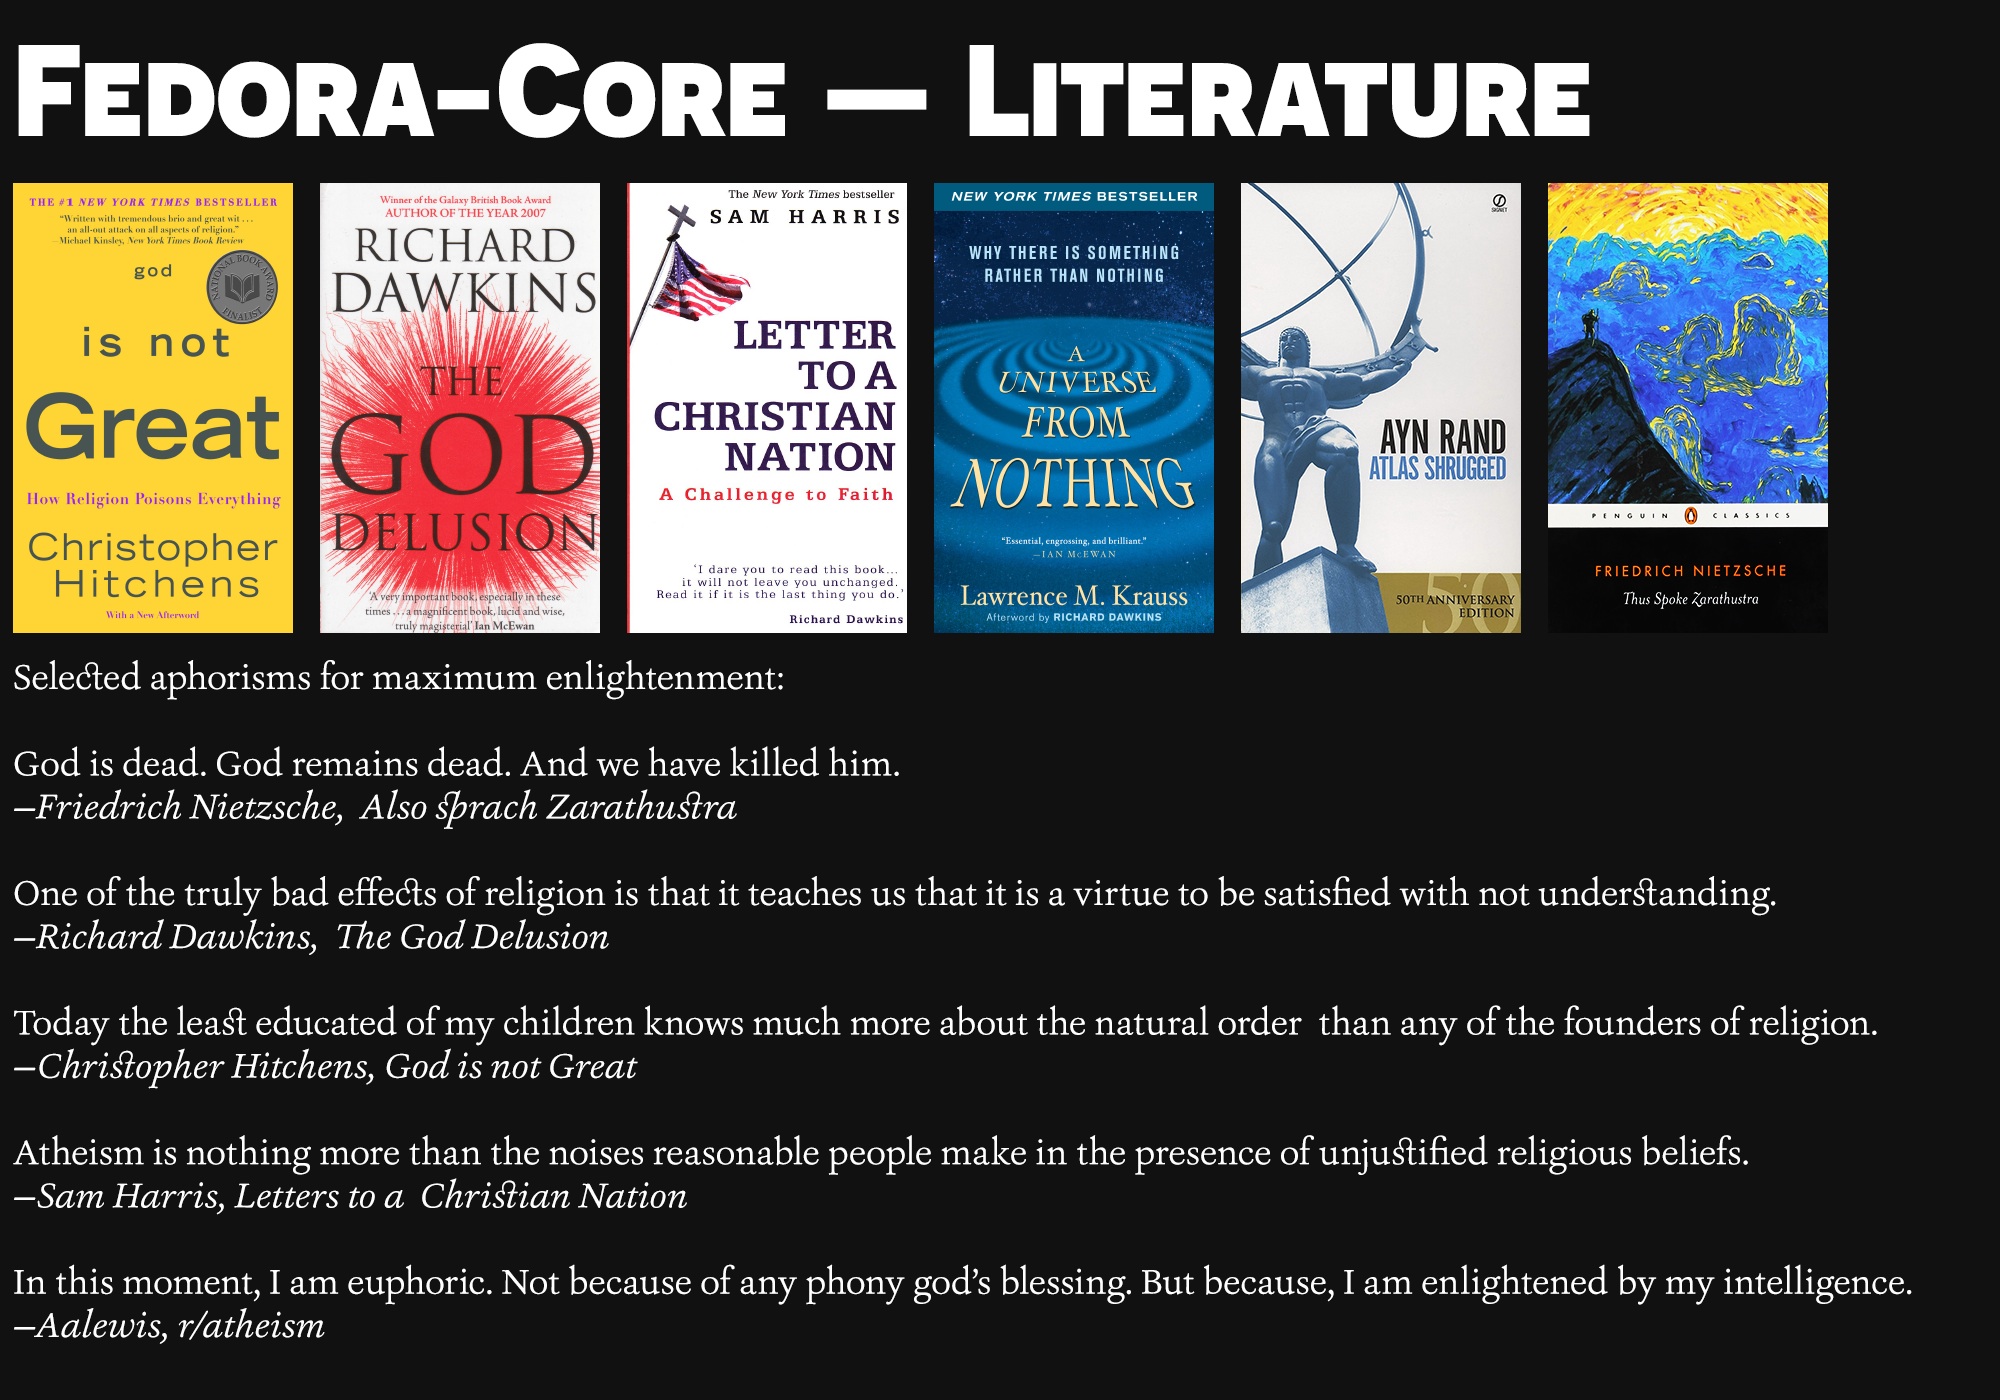 FEDORA–CORE — LITERATURE
THE #1 NEW YORK TIMES BESTSELLER
“Written with tremendous brio and great wit . . .
an all-out attack on all aspects of religion.”
—Michael Kinsley, New York Times Book Review
god
NATIONAL BOOK AWARD
FINALIST
is not
Great
How Religion Poisons Everything
Christopher
Hitchens
With a New Afterword
Winner of the Galaxy British Book Award
AUTHOR OF THE YEAR 2007
RICHARD
DAWKINS
THE
GOD
DELUSION
‘A very important book, especially in these
times . . . a magnificent book, lucid and wise,
truly magisterial’ Ian McEwan
The New York Times bestseller
SAM HARRIS
LETTER
TO A
CHRISTIAN
NATION
A Challenge to Faith
‘I dare you to read this book...
it will not leave you unchanged.
Read it if it is the last thing you do.’
Richard Dawkins
NEW YORK TIMES BESTSELLER
WHY THERE IS SOMETHING
RATHER THAN NOTHING
A
UNIVERSE
FROM
NOTHING
“Essential, engrossing, and brilliant.”
—IAN McEWAN
Lawrence M. Krauss
Afterword by RICHARD DAWKINS
SIGNET
AYN RAND
ATLAS SHRUGGED
50
50TH ANNIVERSARY
EDITION
PENGUIN CLASSICS
FRIEDRICH NIETZSCHE
Thus Spoke Zarathustra
Selected aphorisms for maximum enlightenment:
God is dead. God remains dead. And we have killed him.
—Friedrich Nietzsche, Also sprach Zarathustra
One of the truly bad effects of religion is that it teaches us that it is a virtue to be satisfied with not understanding.
—Richard Dawkins, The God Delusion
Today the least educated of my children knows much more about the natural order than any of the founders of religion.
—Christopher Hitchens, God is not Great
Atheism is nothing more than the noises reasonable people make in the presence of unjustified religious beliefs.
—Sam Harris, Letters to a Christian Nation
In this moment, I am euphoric. Not because of any phony god’s blessing. But because, I am enlightened by my intelligence.
—Aalewis, r/atheism